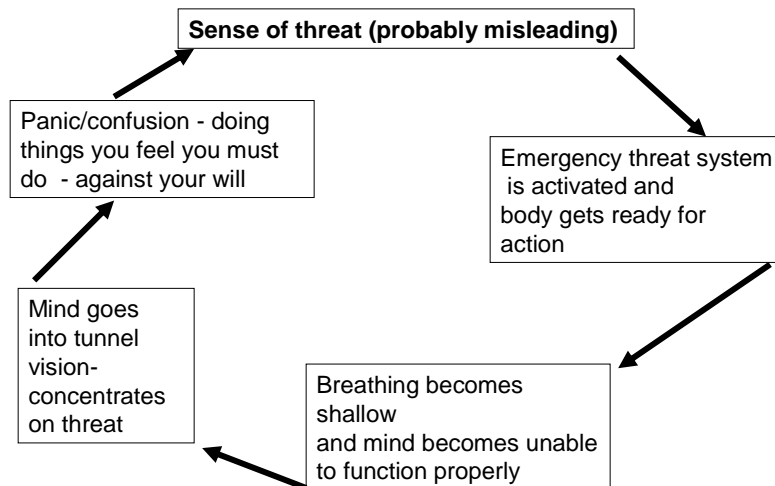 Sense of threat (probably misleading)
Emergency threat system
is activated and
body gets ready for
action
Breathing becomes
shallow
and mind becomes unable
to function properly
Mind goes
into tunnel
vision-
concentrates
on threat
Panic/confusion - doing
things you feel you must
do - against your will